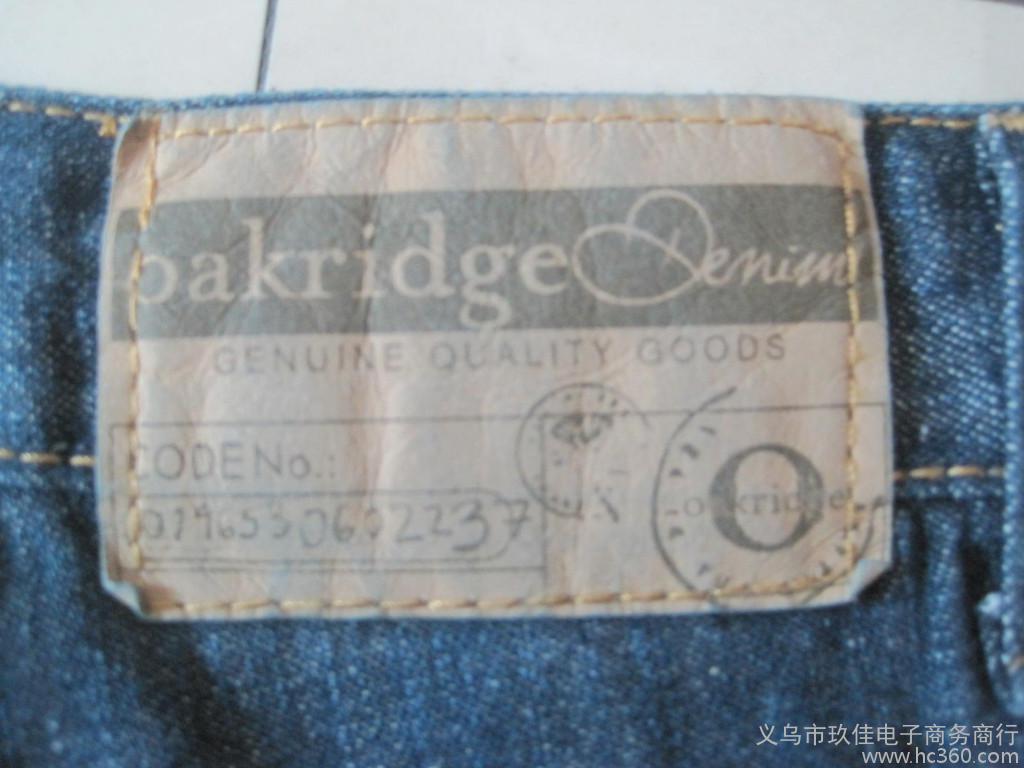 oakridge Denim
GENUINE QUALITY GOODS
CODE No.:
oakridge
O
义乌市玖佳电子商务商行
www.hc360.com